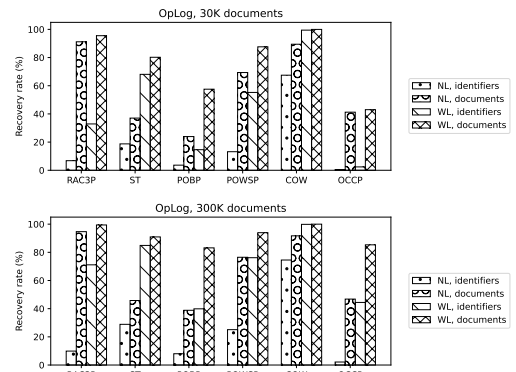 OpLog, 30K documents
Recovery rate (%)
100
80
60
40
20
0
RAC3P ST POBP POWSP COW OCCP
NL, identifiers
NL, documents
WL, identifiers
WL, documents
OpLog, 300K documents
Recovery rate (%)
100
80
60
40
20
0
NL, identifiers
NL, documents
WL, identifiers
WL, documents